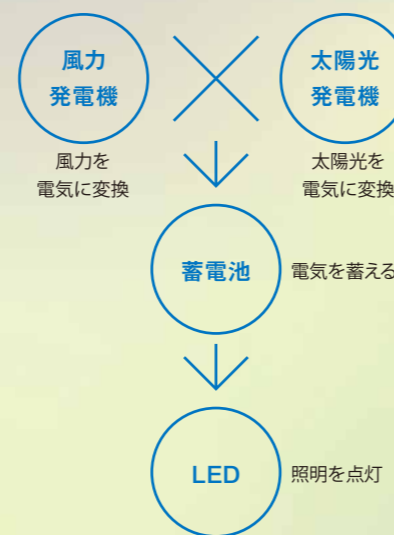 風力
発電機
太陽光
発電機
風力を
電気に変換
太陽光を
電気に変換
蓄電池
電気を蓄える
LED
照明を点灯